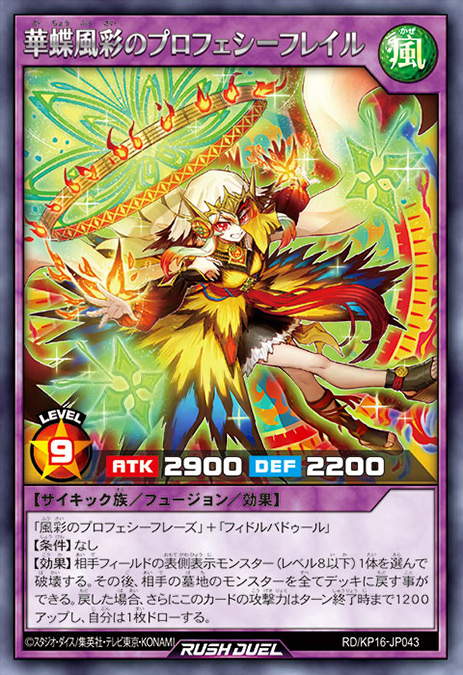 華蝶風彩のプロフェシーフレイル
風
LEVEL
9
ATK 2900 DEF 2200
【サイキック族/フュージョン/効果】
「風彩のプロフェシーフレーズ」+「フィドルバドゥール」
【条件】なし
【効果】相手フィールドの表側表示モンスター(レベル8以下)1体を選んで
破壊する。その後、相手の墓地のモンスターを全てデッキに戻す事が
できる。戻した場合、さらにこのカードの攻撃力はターン終了時まで1200
アップし、自分は1枚ドローする。
©スタジオ・ダイス/集英社・テレビ東京・KONAMI
RUSH DUEL
RD/KP16-JP043